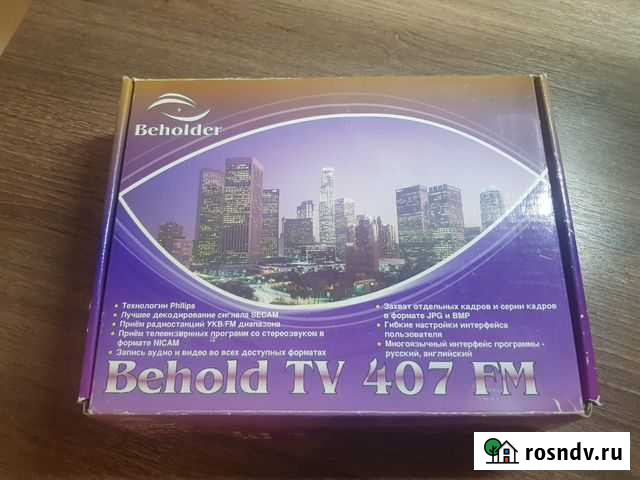 Beholder
• Технологии Philips
• Лучшее декодирование сигнала SECAM
• Приём радиостанций УКВ/FM диапазона
• Приём телевизионных программ со стереозвуком в
формате NICAM
• Запись аудио и видео во всех доступных форматах
• Захват отдельных кадров и серии кадров
в формате JPG и BMP
• Гибкие настройки интерфейса
пользователя
• Многоязычный интерфейс программы -
русский, английский
Behold TV 407 FM
rosndv.ru